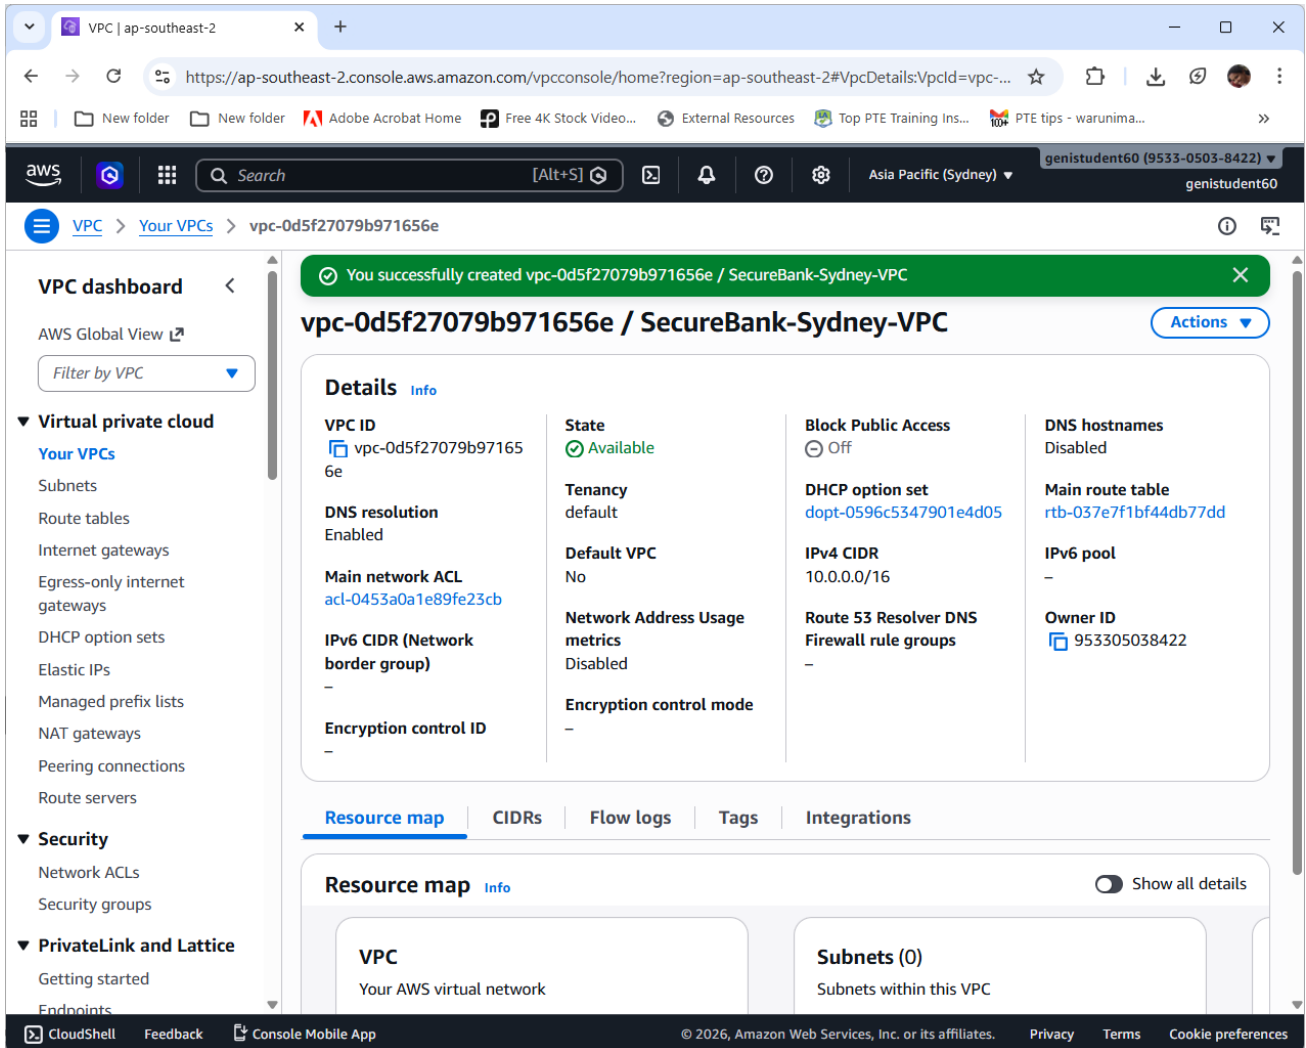 VPC | ap-southeast-2
https://ap-southeast-2.console.aws.amazon.com/vpcconsole/home?region=ap-southeast-2#VpcDetails:VpcId=vpc-...
New folder
New folder
Adobe Acrobat Home
Free 4K Stock Video...
External Resources
Top PTE Training Ins...
PTE tips - warunima...
aws
Search
[Alt+S]
Asia Pacific (Sydney)
genistudent60 (9533-0503-8422)
genistudent60
VPC
Your VPCs
vpc-0d5f27079b971656e
VPC dashboard
AWS Global View
Filter by VPC
Virtual private cloud
Your VPCs
Subnets
Route tables
Internet gateways
Egress-only internet
gateways
DHCP option sets
Elastic IPs
Managed prefix lists
NAT gateways
Peering connections
Route servers
Security
Network ACLs
Security groups
PrivateLink and Lattice
Getting started
Endpoints
You successfully created vpc-0d5f27079b971656e / SecureBank-Sydney-VPC
vpc-0d5f27079b971656e / SecureBank-Sydney-VPC
Actions
Details
Info
VPC ID
vpc-0d5f27079b97165
6e
DNS resolution
Enabled
Main network ACL
acl-0453a0a1e89fe23cb
IPv6 CIDR (Network
border group)
–
Encryption control ID
–
State
Available
Tenancy
default
Default VPC
No
Network Address Usage
metrics
Disabled
Encryption control mode
–
Block Public Access
Off
DHCP option set
dopt-0596c5347901e4d05
IPv4 CIDR
10.0.0.0/16
Route 53 Resolver DNS
Firewall rule groups
–
DNS hostnames
Disabled
Main route table
rtb-037e7f1bf44db77dd
IPv6 pool
–
Owner ID
953305038422
Resource map
CIDRs
Flow logs
Tags
Integrations
Resource map
Info
Show all details
VPC
Your AWS virtual network
Subnets (0)
Subnets within this VPC
CloudShell
Feedback
Console Mobile App
© 2026, Amazon Web Services, Inc. or its affiliates.
Privacy
Terms
Cookie preferences